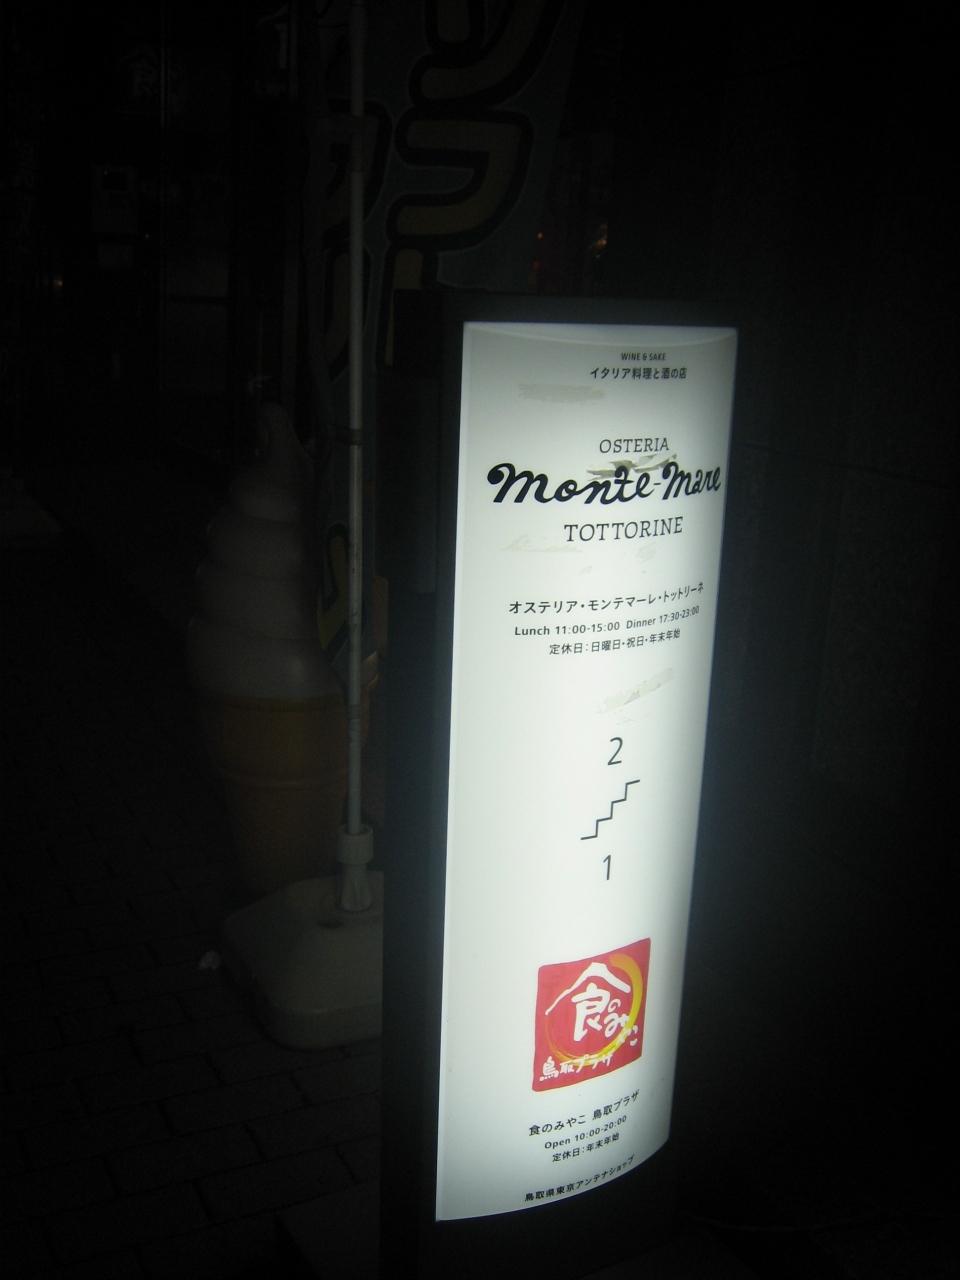 WINE & SAKE
イタリア料理と酒の店
OSTERIA
Monte-Mare
TOTTORINE
オステリア・モンテマーレ・トットリーネ
Lunch 11:00-15:00 Dinner 17:30-23:00
定休日：日曜日・祝日・年末年始
2
1
食のみやこ
鳥取プラザ
食のみやこ 鳥取プラザ
Open 10:00-20:00
定休日：年末年始
鳥取県東京アンテナショップ